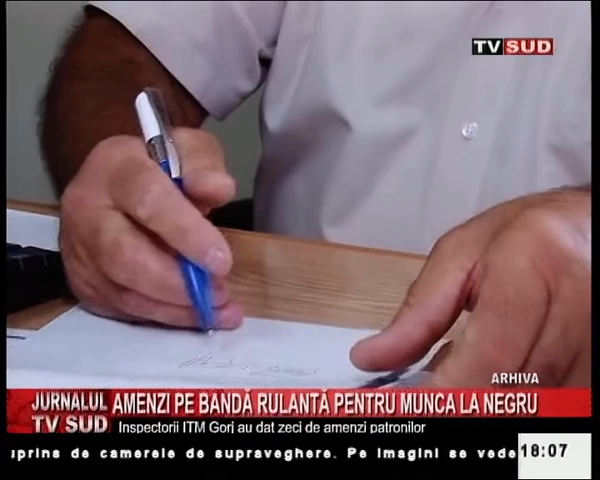 TV SUD
ARHIVA
JURNALUL TV SUD
AMENZI PE BANDĂ RULANTĂ PENTRU MUNCA LA NEGRU
Inspectorii ITM Gorj au dat zeci de amenzi patronilor
uprins de camerele de supraveghere. Pe imagini se vede
18:07